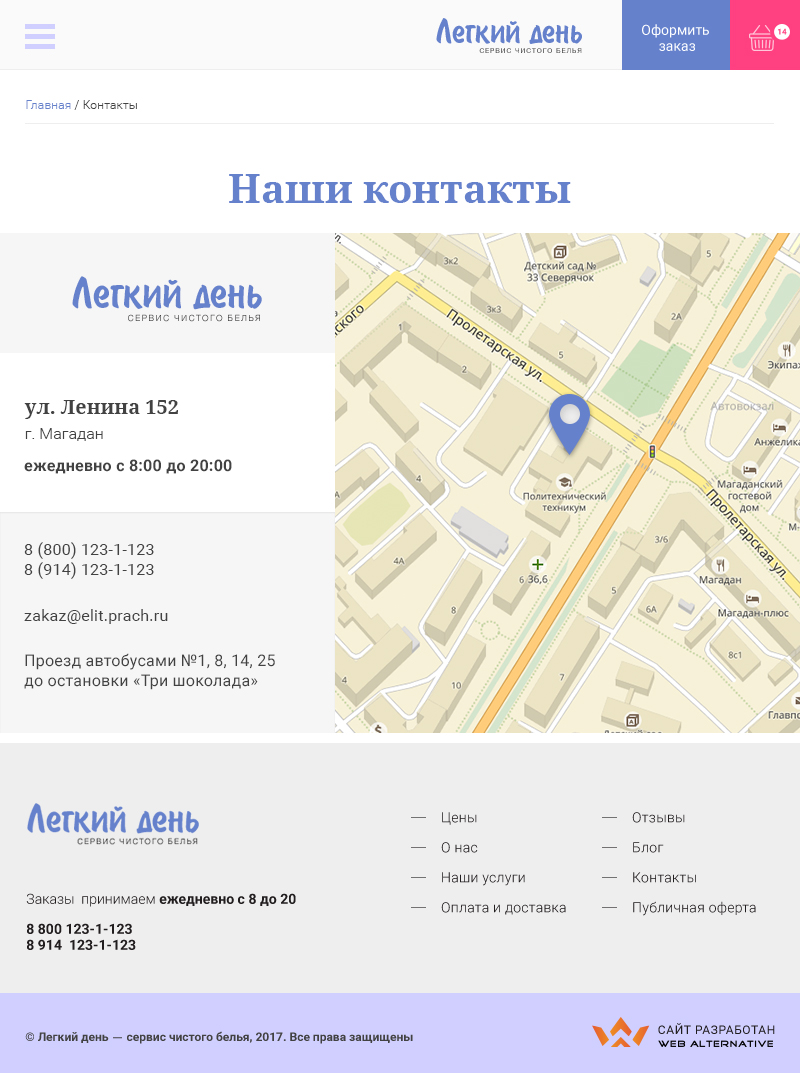 Легкий день
СЕРВИС ЧИСТОГО БЕЛЬЯ
Оформить
заказ
14
Главная / Контакты
Наши контакты
Легкий день
СЕРВИС ЧИСТОГО БЕЛЬЯ
ул. Ленина 152
г. Магадан
ежедневно с 8:00 до 20:00
8 (800) 123-1-123
8 (914) 123-1-123
zakaz@elit.prach.ru
Проезд автобусами №1, 8, 14, 25
до остановки «Три шоколада»
3к2
Детский сад №
33 Северячок
5
3к3
2А
ского
Пролетарская ул.
1
5
Экипа
Автовокзал
Анжелика
4
Магаданский
гостевой
дом
Политехнический
техникум
Пролетарская ул.
3/6
4А
6
36,6
Магадан
5
6А
Магадан-плюс
8
8с1
4
10
7
Главпо
Легкий день
СЕРВИС ЧИСТОГО БЕЛЬЯ
Заказы принимаем ежедневно с 8 до 20
8 800 123-1-123
8 914 123-1-123
— Цены
— О нас
— Наши услуги
— Оплата и доставка
— Отзывы
— Блог
— Контакты
— Публичная оферта
© Легкий день — сервис чистого белья, 2017. Все права защищены
САЙТ РАЗРАБОТАН
WEB ALTERNATIVE